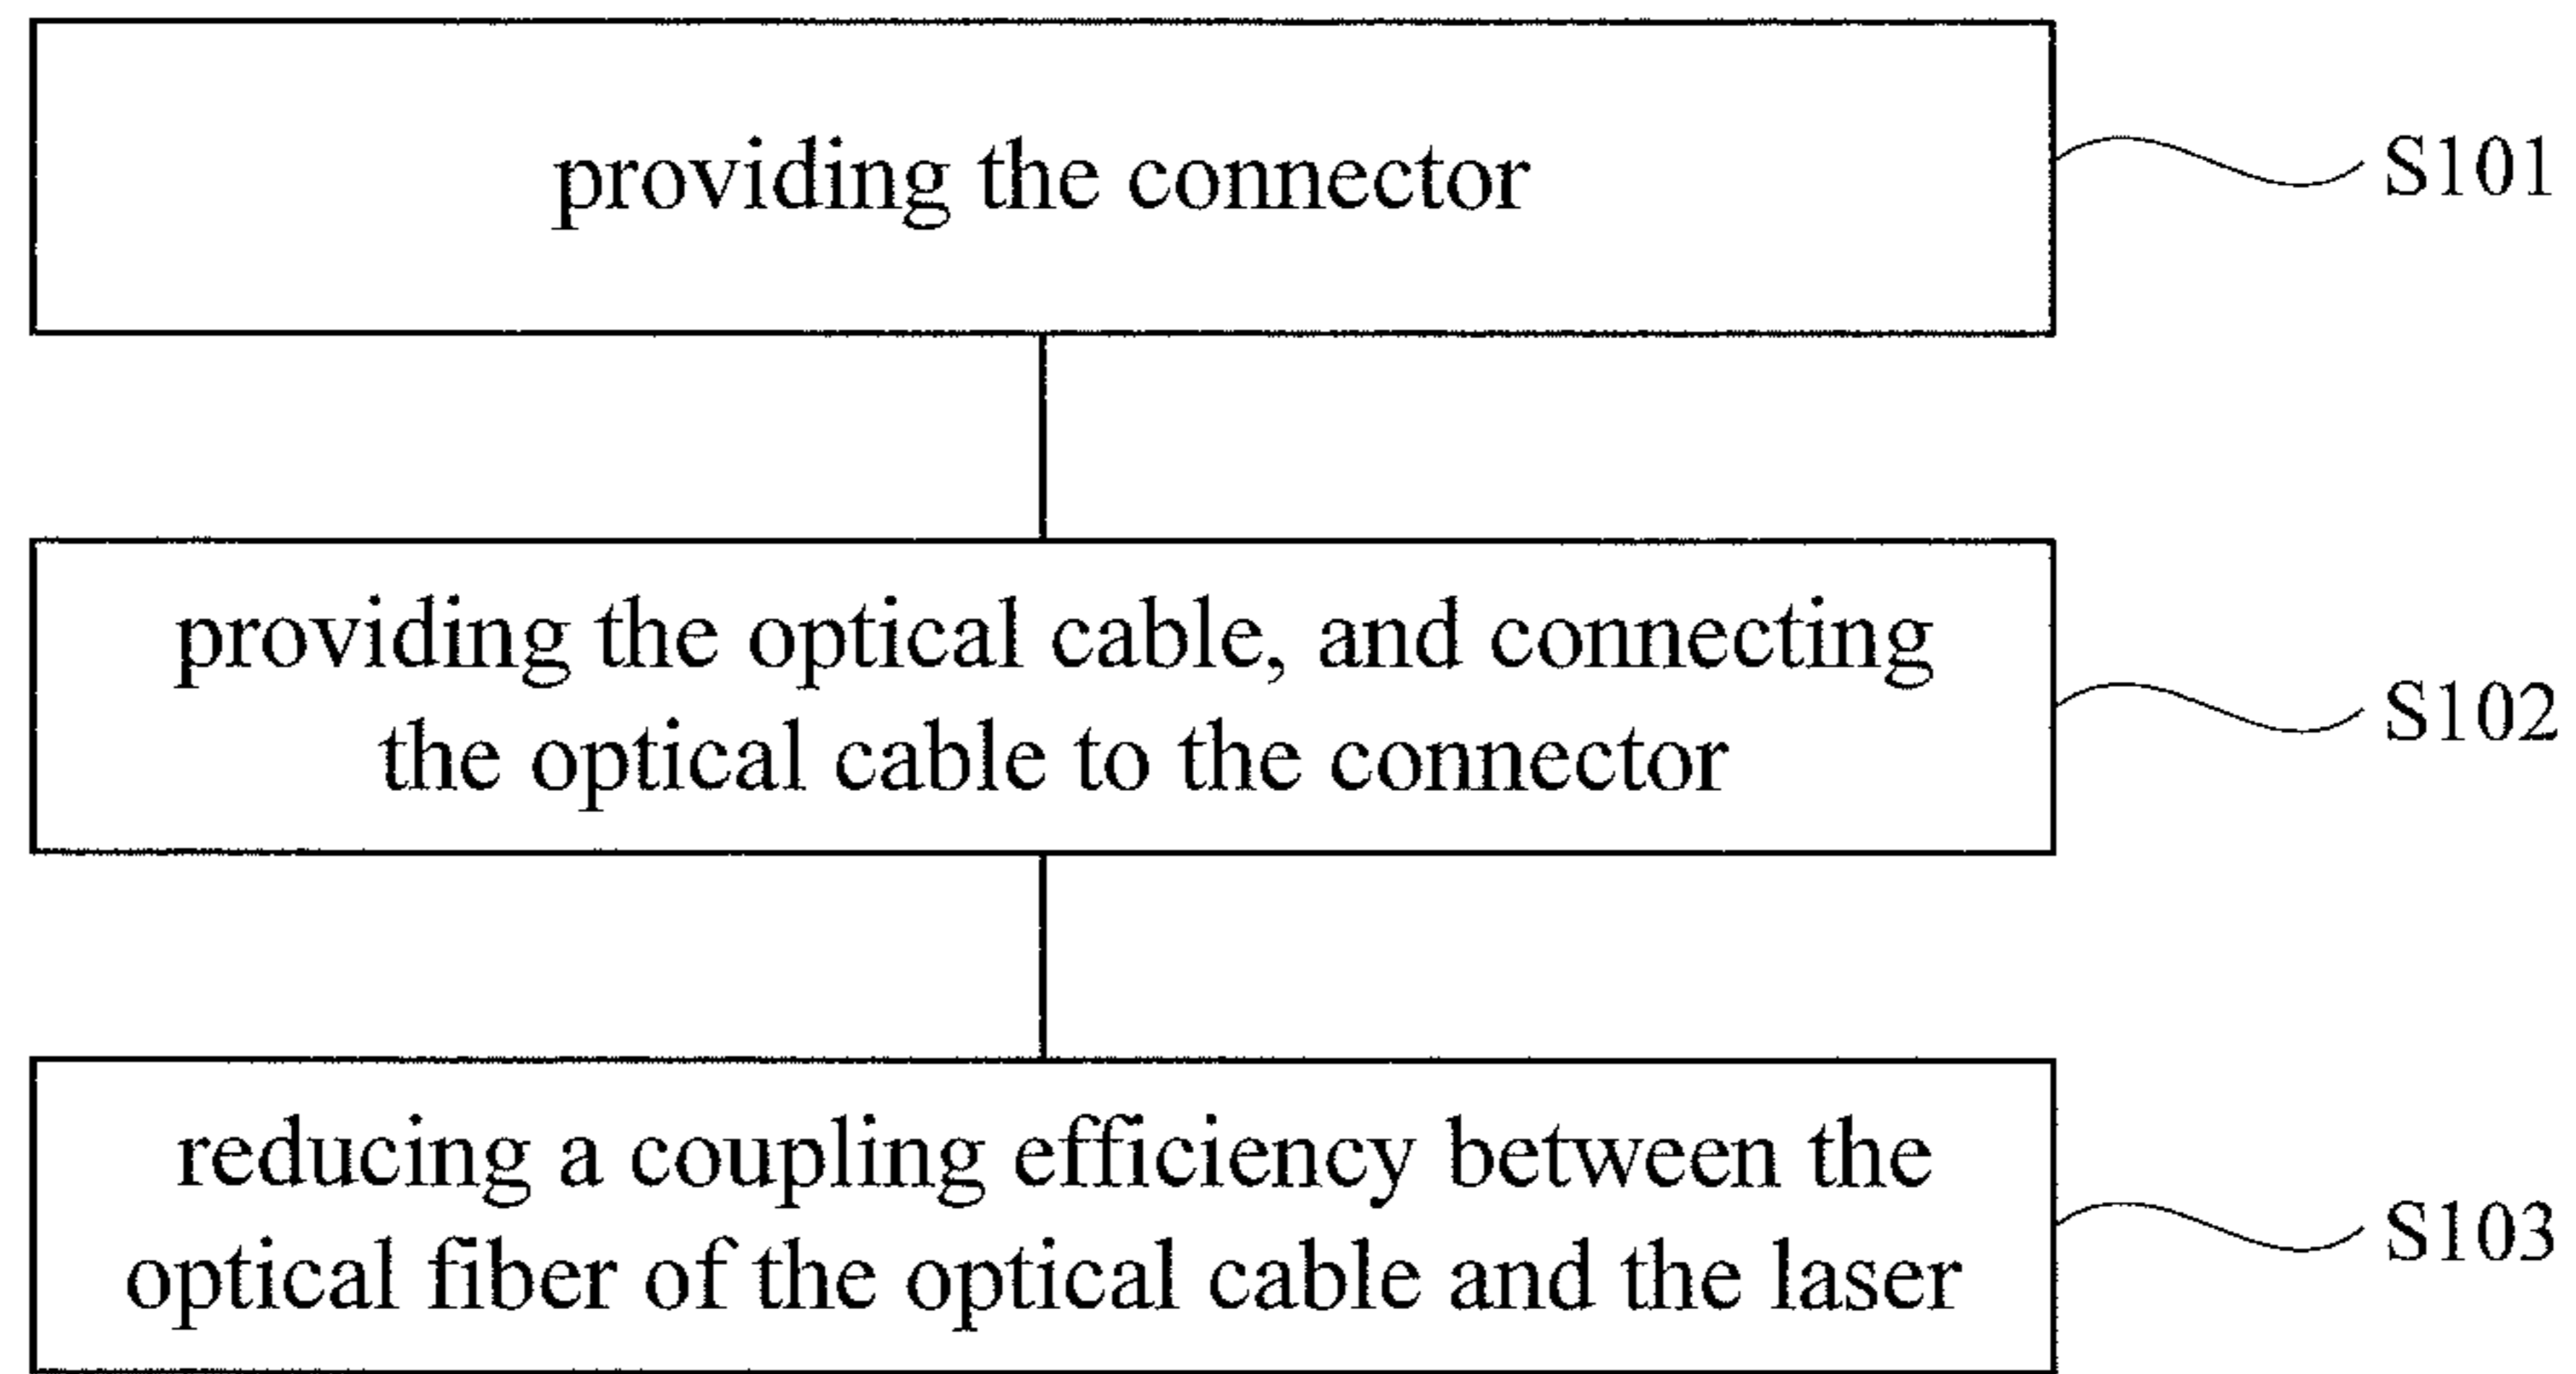 providing the connector
S101
providing the optical cable, and connecting
the optical cable to the connector
S102
reducing a coupling efficiency between the
optical fiber of the optical cable and the laser
S103